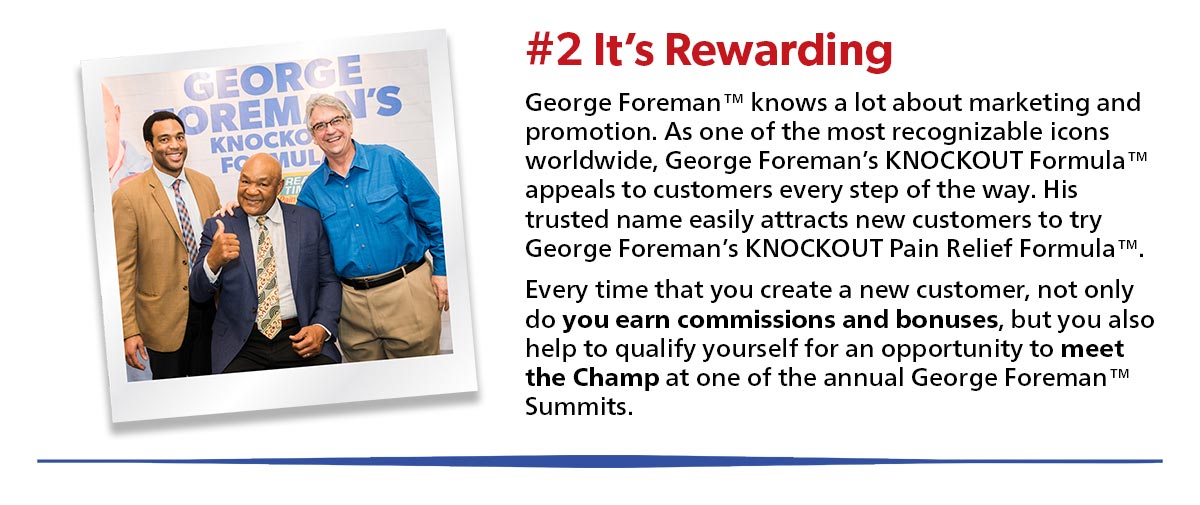 GEORGE
FOREMAN'S
KNOCKOUT
FORMULA
#2 It’s Rewarding
George Foreman™ knows a lot about marketing and
promotion. As one of the most recognizable icons
worldwide, George Foreman’s KNOCKOUT Formula™
appeals to customers every step of the way. His
trusted name easily attracts new customers to try
George Foreman’s KNOCKOUT Pain Relief Formula™.
Every time that you create a new customer, not only
do you earn commissions and bonuses, but you also
help to qualify yourself for an opportunity to meet
the Champ at one of the annual George Foreman™
Summits.